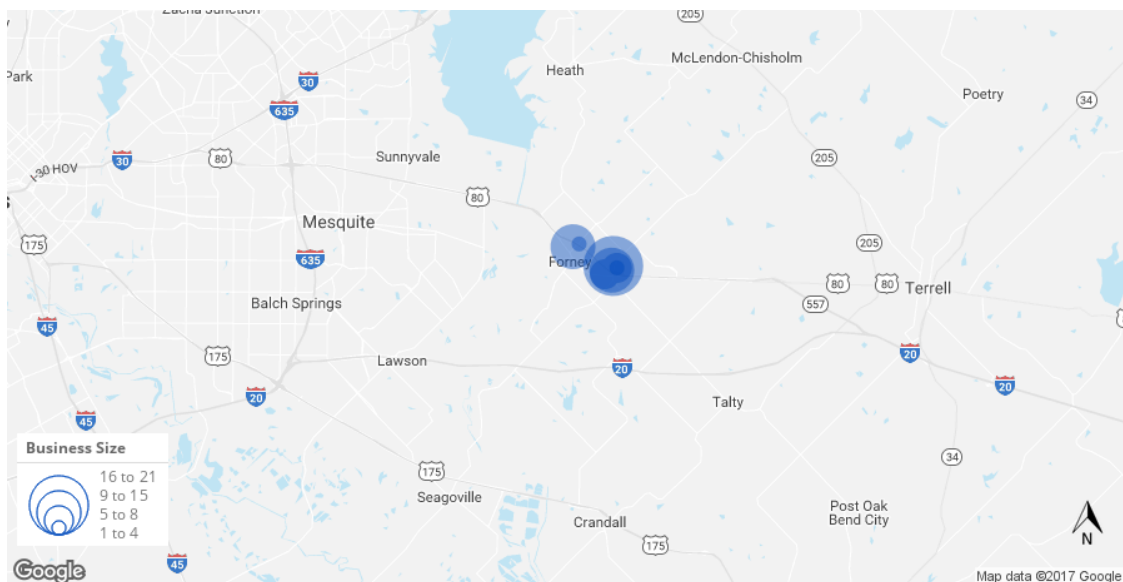 Zacha Junction
205
McLendon-Chisholm
Heath
Park
30
635
Poetry
34
30
80
Sunnyvale
205
I-30 HOV
80
s
Mesquite
175
635
205
Forney
80
80
Terrell
Balch Springs
557
45
175
Lawson
20
20
20
20
Talty
45
34
175
Seagoville
Post Oak
Bend City
Crandall
175
45
Business Size
16 to 21
9 to 15
5 to 8
1 to 4
N
Google
Map data ©2017 Google